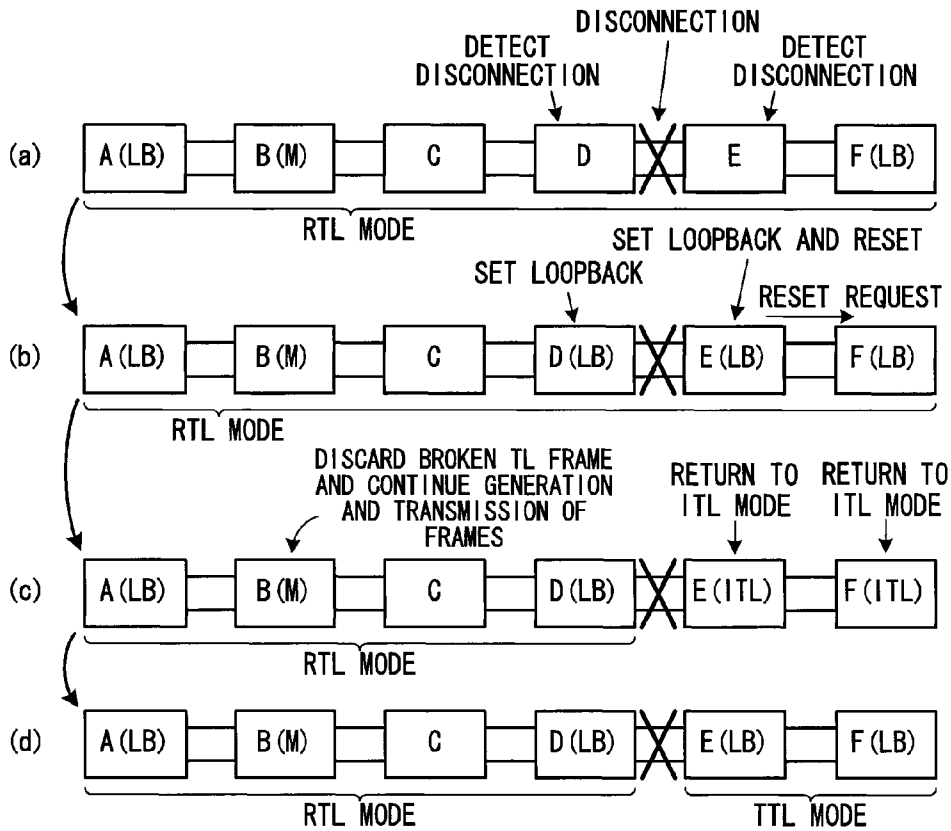 DISCONNECTION
DETECT
DISCONNECTION
DETECT
DISCONNECTION
(a)
A(LB)
B(M)
C
D
E
F(LB)
RTL MODE
SET LOOPBACK AND RESET
SET LOOPBACK
RESET REQUEST
(b)
A(LB)
B(M)
C
D(LB)
E(LB)
F(LB)
RTL MODE
DISCARD BROKEN TL FRAME
AND CONTINUE GENERATION
AND TRANSMISSION OF
FRAMES
RETURN TO
ITL MODE
RETURN TO
ITL MODE
(c)
A(LB)
B(M)
C
D(LB)
E(ITL)
F(ITL)
RTL MODE
(d)
A(LB)
B(M)
C
D(LB)
E(LB)
F(LB)
RTL MODE
TTL MODE